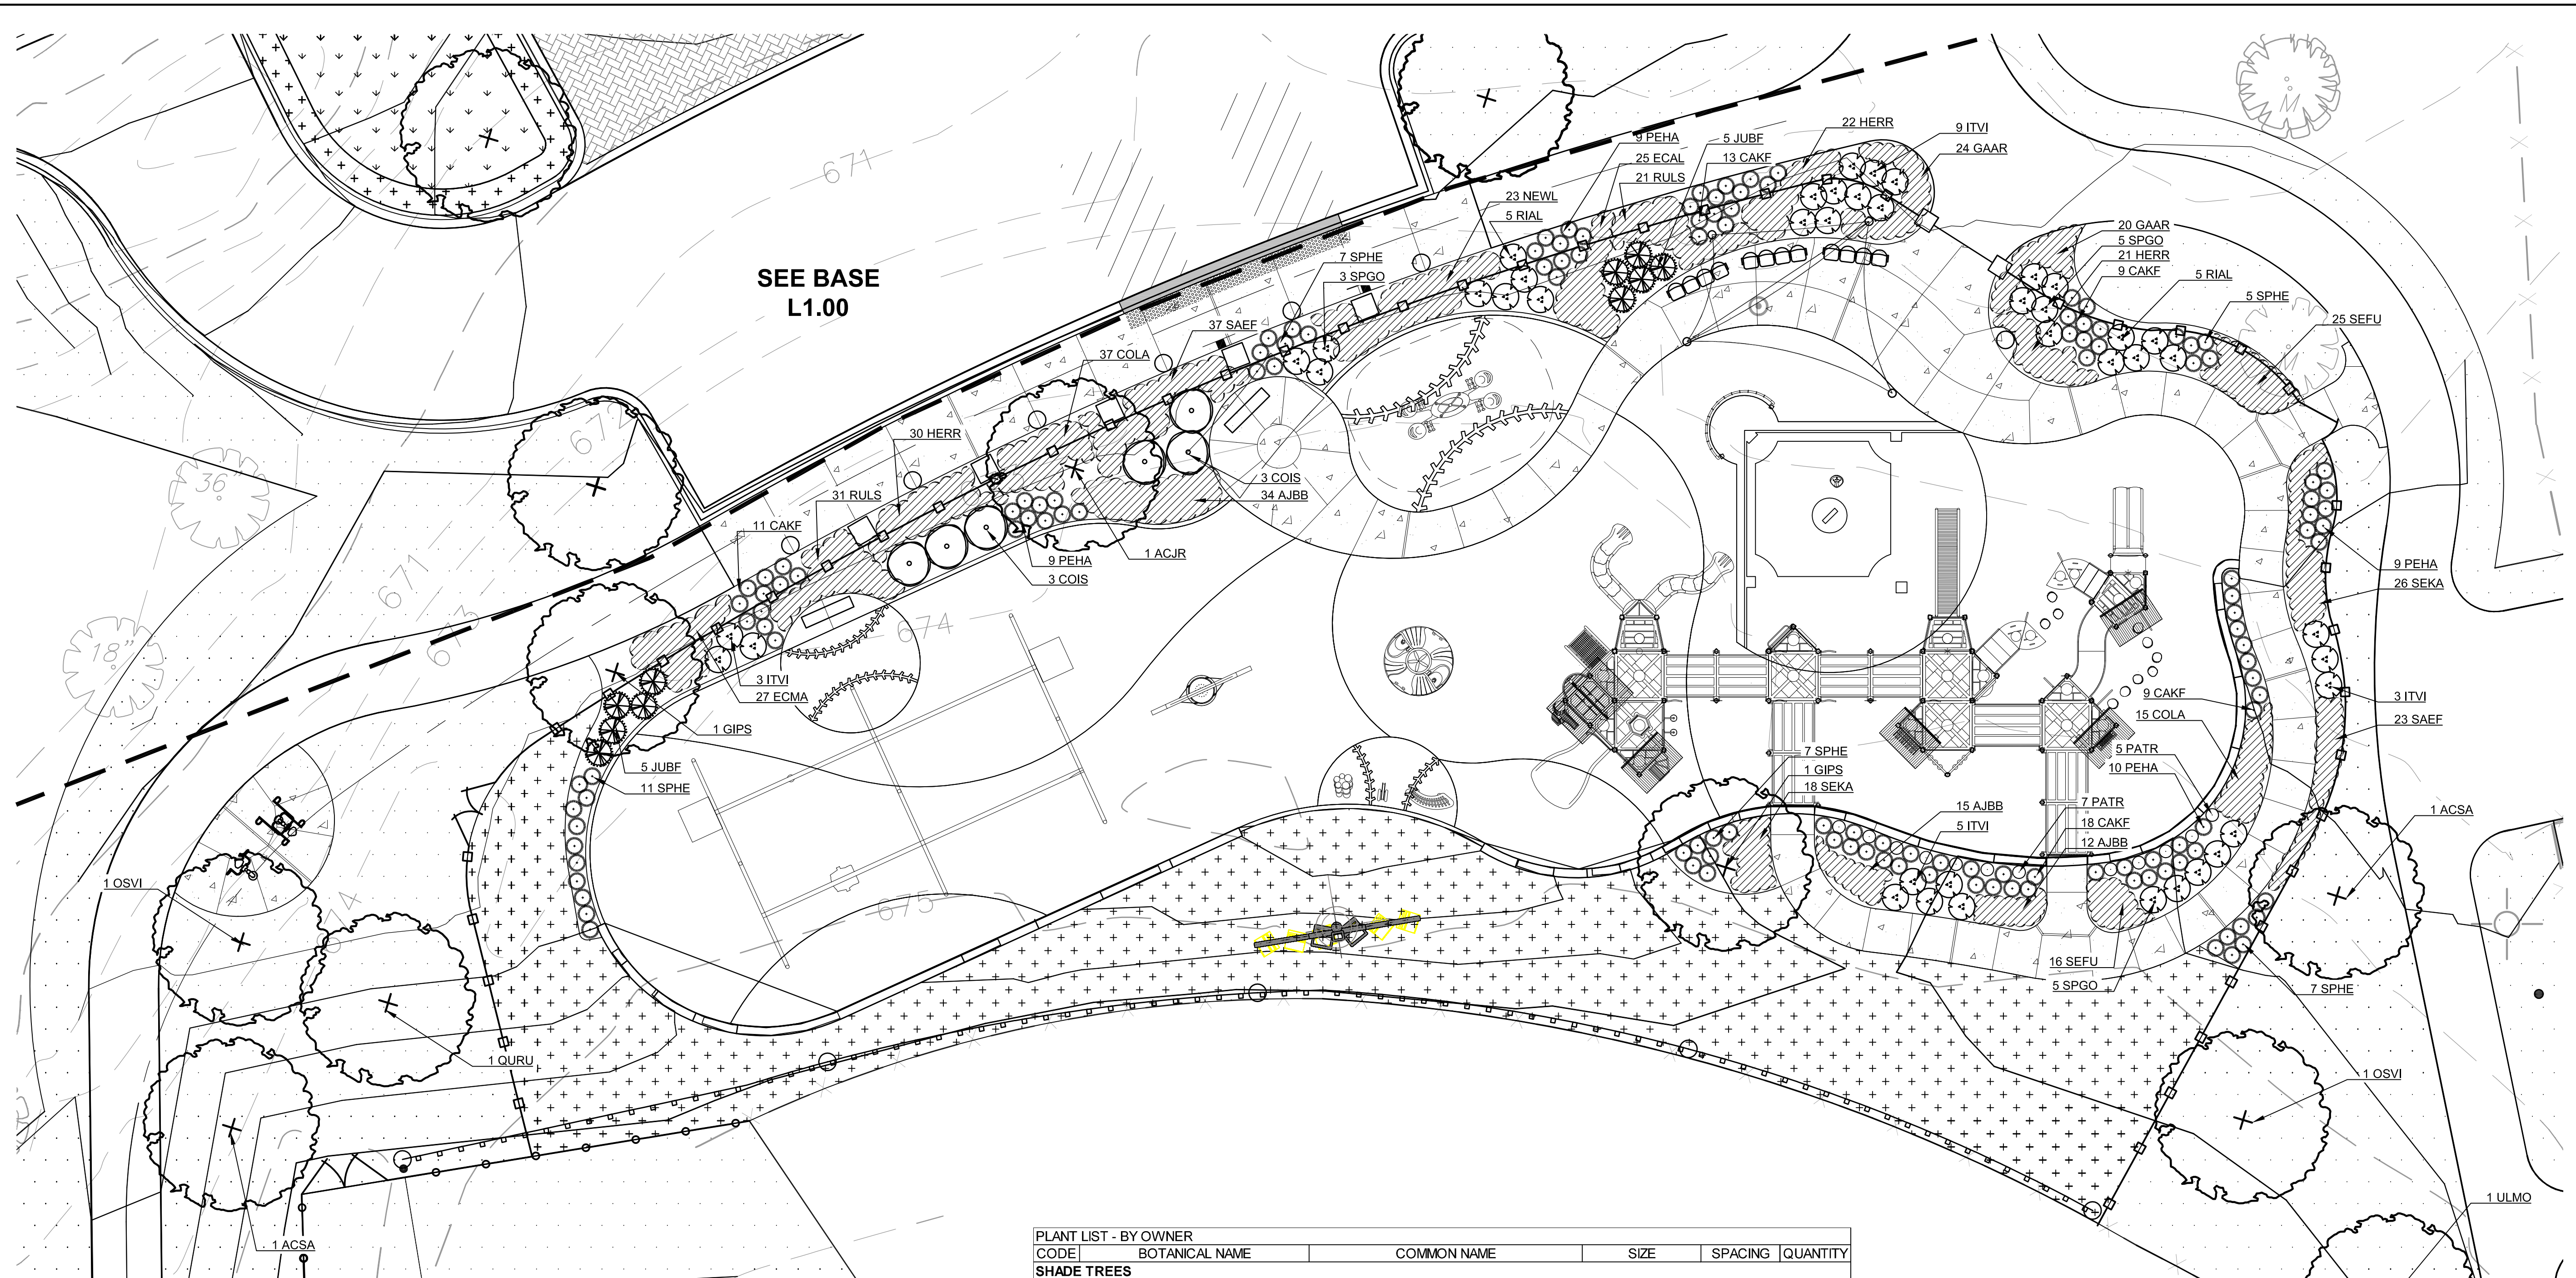 671
22 HERR
9 ITVI
9 PEHA
5 JUBF
24 GAAR
25 ECAL
13 CAKF
21 RULS
23 NEWL
5 RIAL
20 GAAR
5 SPGO
21 HERR
9 CAKF
5 RIAL
7 SPHE
3 SPGO
SEE BASE
L1.00
5 SPHE
25 SEFU
37 SAEF
37 COLA
672
30 HERR
36"
3 COIS
34 AJBB
31 RULS
11 CAKF
1 ACJR
9 PEHA
3 COIS
9 PEHA
26 SEKA
671
673
674
18"
3 ITVI
27 ECMA
9 CAKF
3 ITVI
15 COLA
23 SAEF
1 GIPS
5 PATR
10 PEHA
7 SPHE
1 GIPS
18 SEKA
5 JUBF
11 SPHE
15 AJBB
7 PATR
5 ITVI
18 CAKF
12 AJBB
1 ACSA
1 OSVI
675
674
16 SEFU
5 SPGO
7 SPHE
1 QURU
1 OSVI
1 ULMO
1 ACSA
PLANT LIST - BY OWNER
CODE BOTANICAL NAME COMMON NAME SIZE SPACING QUANTITY
SHADE TREES